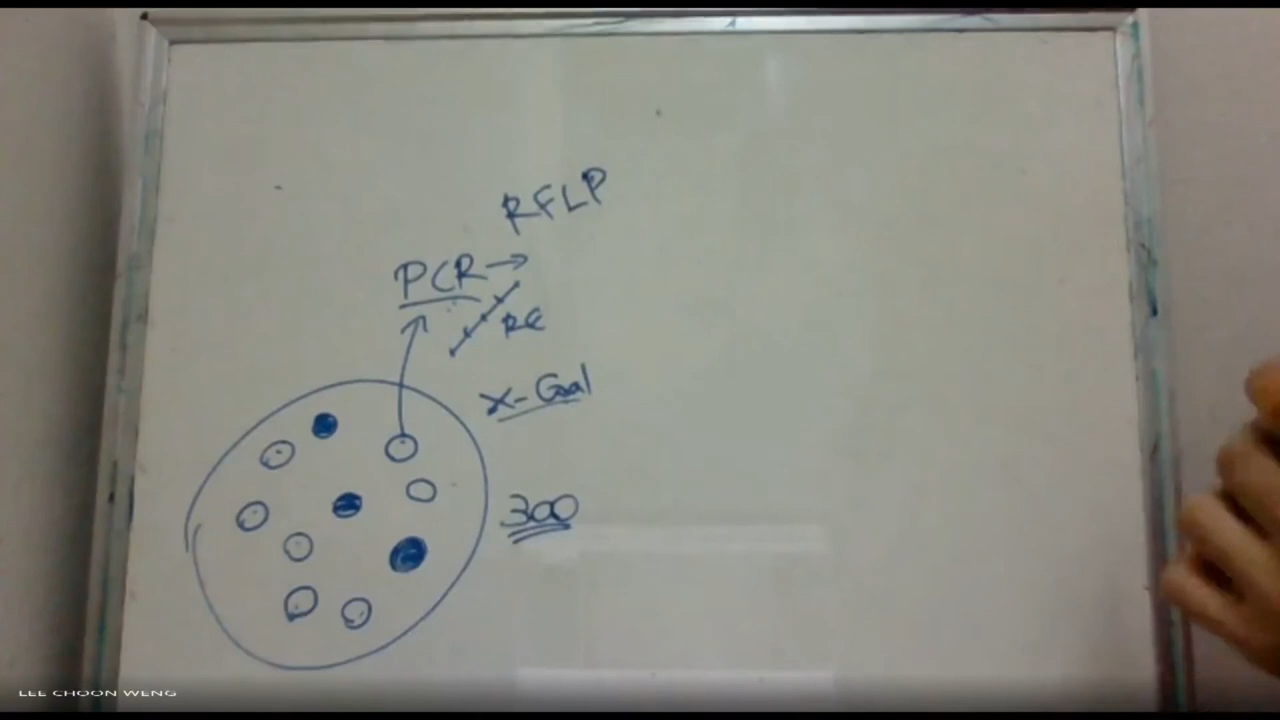 RFLP
PCR →
RE
X-Gal
300
LEE CHOON WENG